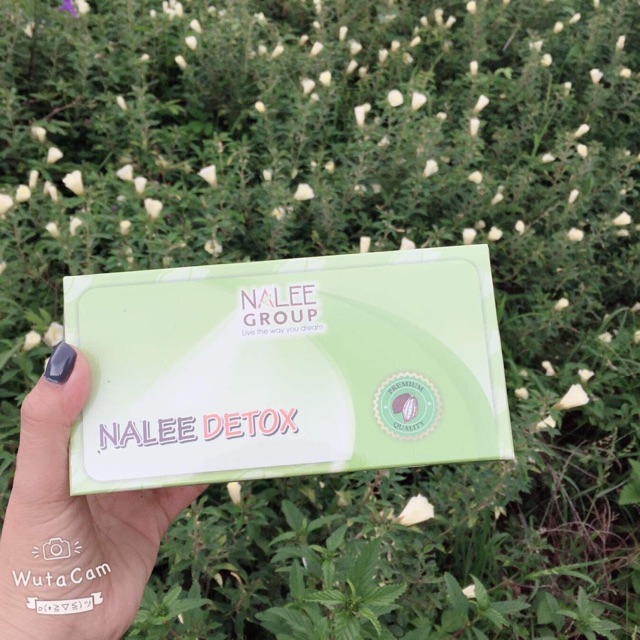 NALEE
GROUP
Live the way you dream
NALEE DETOX
PREMIUM
QUALITY
WutaCam